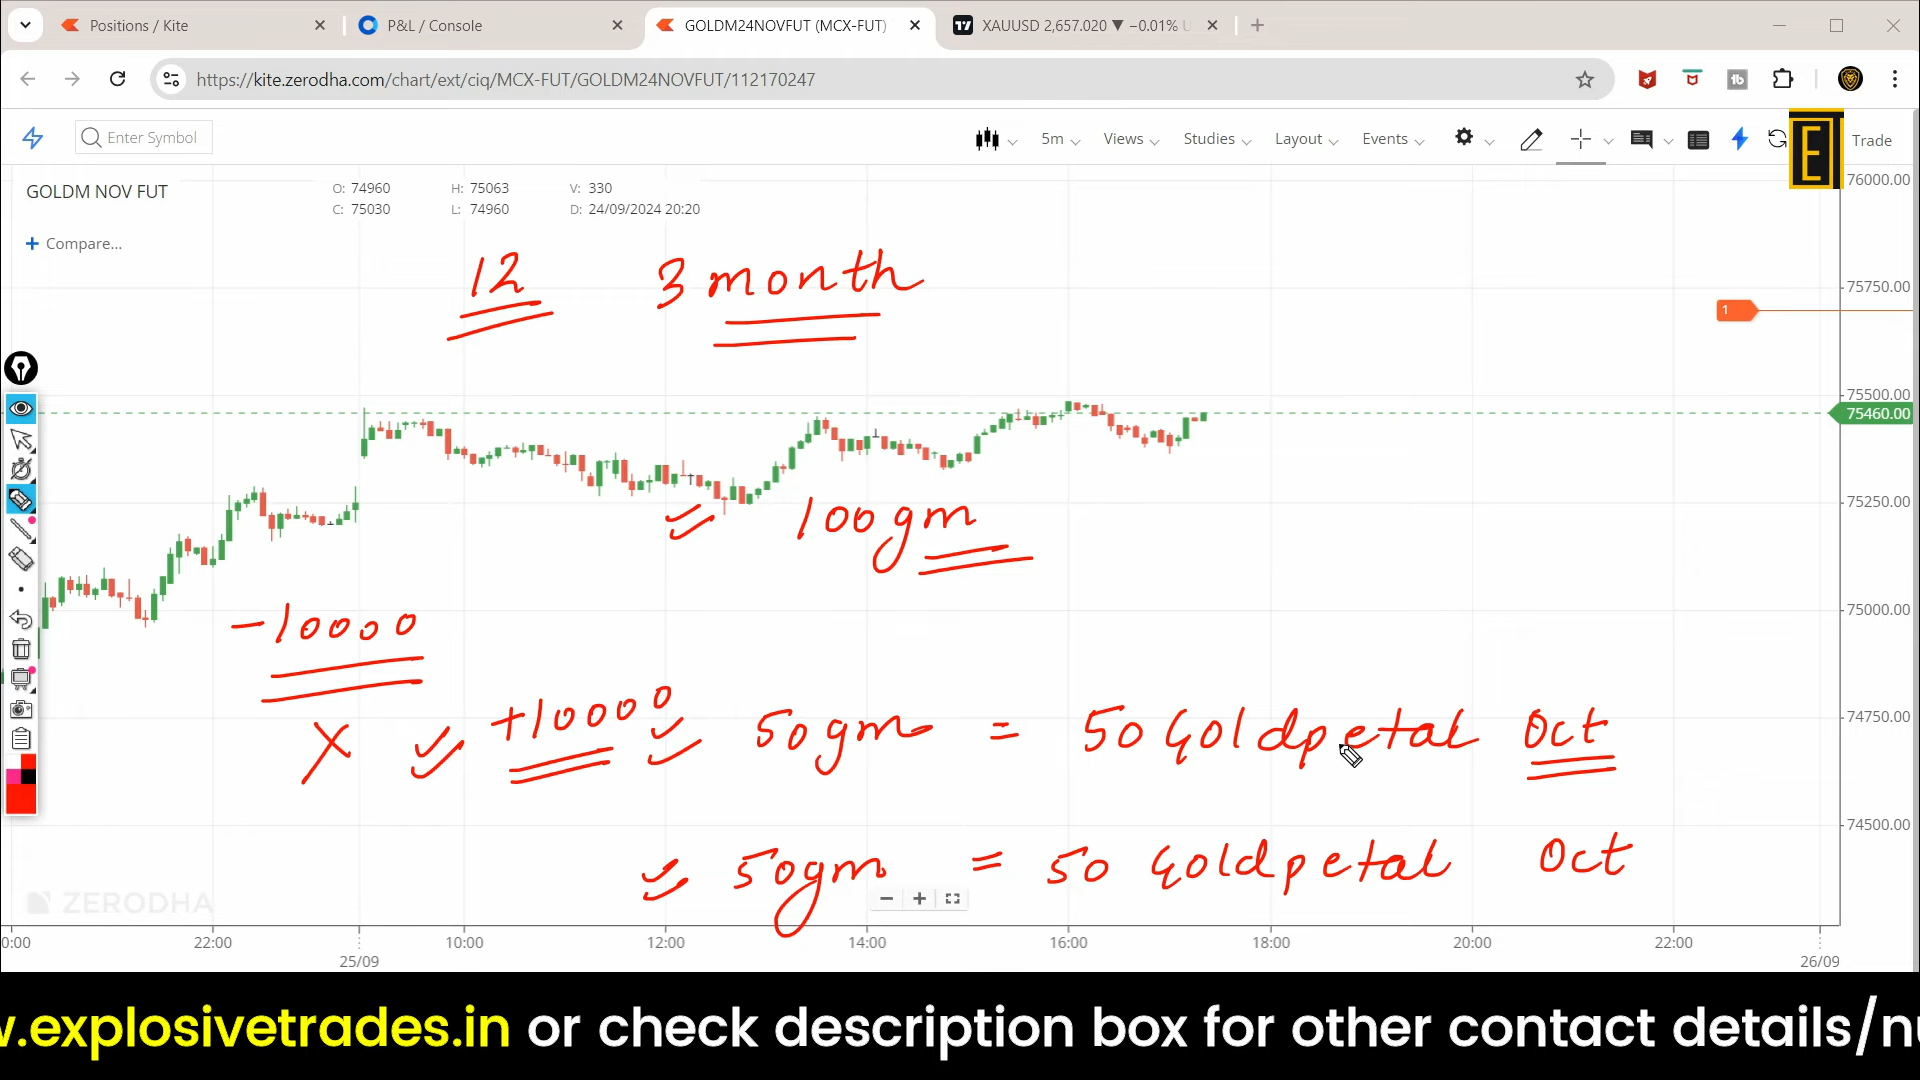 Positions / Kite
P&L / Console
GOLDM24NOVFUT (MCX-FUT)
XAUUSD 2,657.020 ▼ −0.01% U
https://kite.zerodha.com/chart/ext/ciq/MCX-FUT/GOLDM24NOVFUT/112170247
Enter Symbol
5m Views Studies Layout Events Trade
E
GOLDM NOV FUT
O: 74960 H: 75063 V: 330
C: 75030 L: 74960 D: 24/09/2024 20:20
+ Compare...
76000.00
75750.00
1
75500.00
75460.00
75250.00
75000.00
74750.00
74500.00
12 3 month
100gm
-10000
X +10000 50gm = 50 Goldpetal Oct
50gm = 50 Goldpetal Oct
ZERODHA
0:00 22:00 10:00 12:00 14:00 16:00 18:00 20:00 22:00
25/09 26/09
w.explosivetrades.in or check description box for other contact details/nu